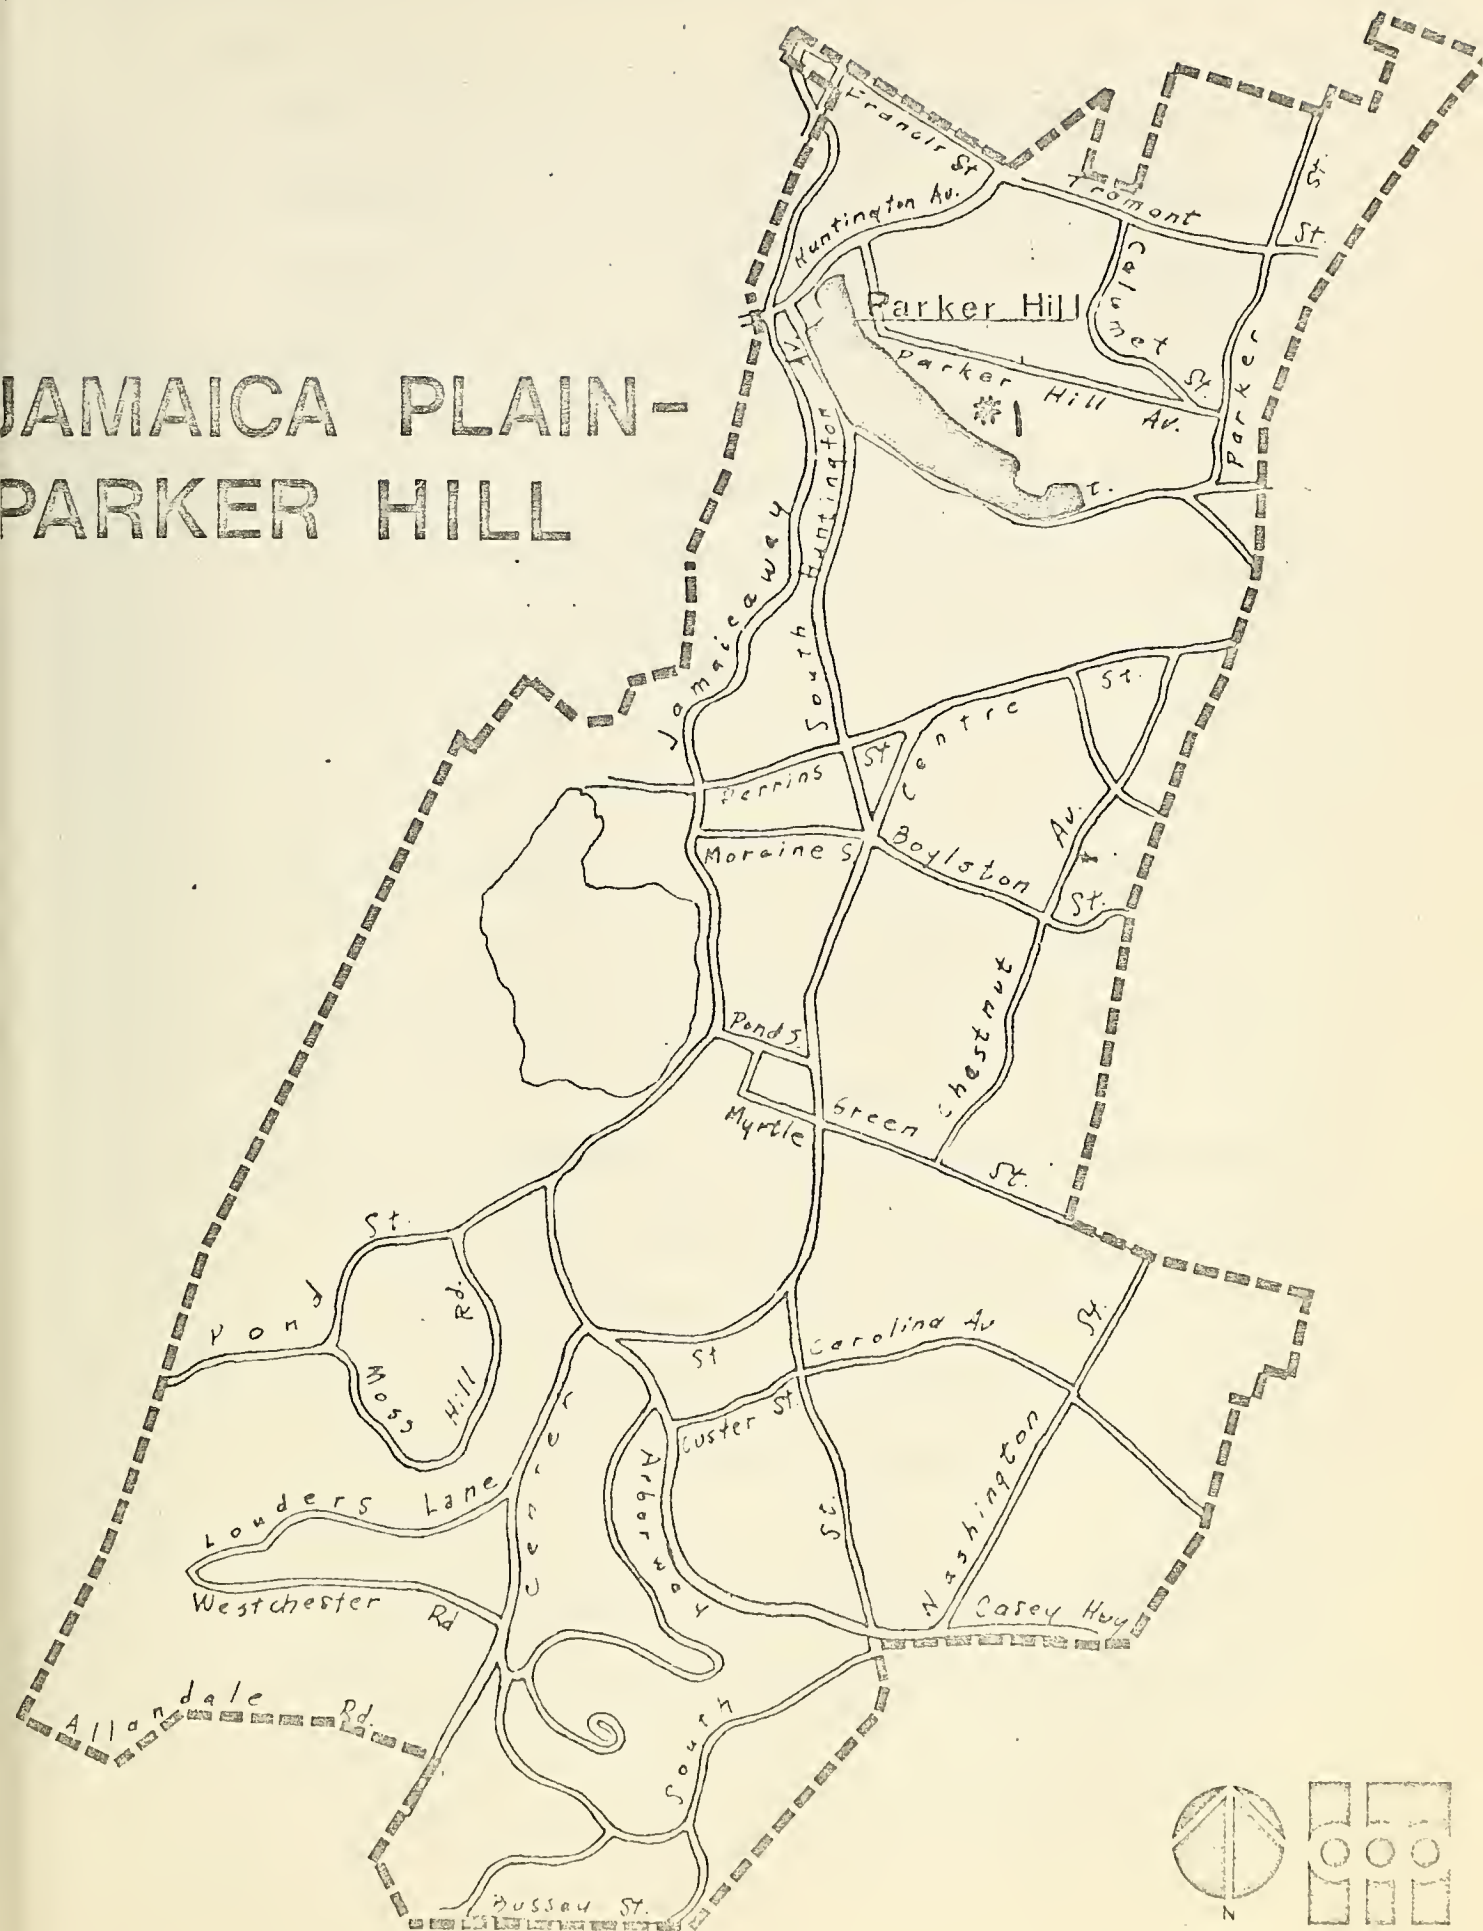 JAMAICA PLAIN-
PARKER HILL
Francis St
Huntington Av.
Tremont St.
St.
Calumet St.
Parker Hill
Parker Hill Av.
1
Parker
Av.
South Huntington
t.
Jamaicaway
Centre St.
Perrins St
Moraine S.
Boylston St.
Chestnut Av.
Pond S.
Myrtle
Green St.
Pond St.
Moss Hill Rd.
St
Carolina Av
Custer St.
Arborway
Centre
Louders Lane
Westchester Rd
St.
Washington St.
Casey Hwy
Allandale Rd.
South
Bussey St.
N